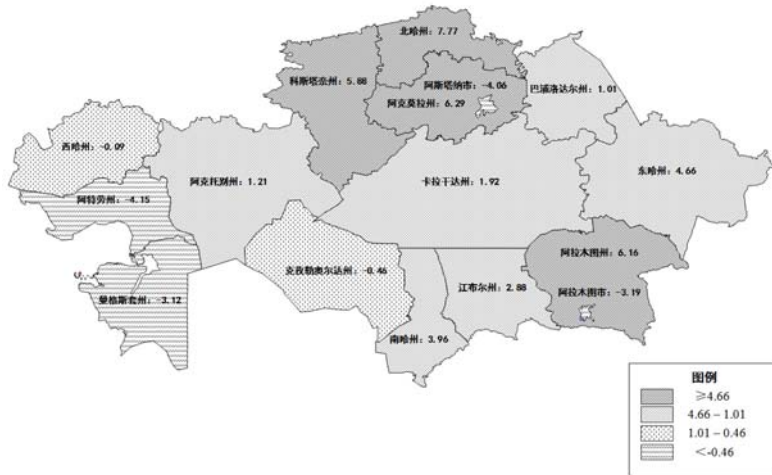 北哈州：7.77
科斯塔奈州：5.88
阿斯塔纳市：-4.06
阿克莫拉州：6.29
巴浦洛达尔州：1.01
西哈州：-0.09
阿克托别州：1.21
卡拉干达州：1.92
东哈州：4.66
阿特劳州：-4.15
克孜勒奥尔达州：-0.46
阿拉木图州：6.16
江布尔州：2.88
阿拉木图市：-3.19
曼格斯套州：-3.12
南哈州：3.96
图例
≥4.66
4.66－1.01
1.01－0.46
＜-0.46